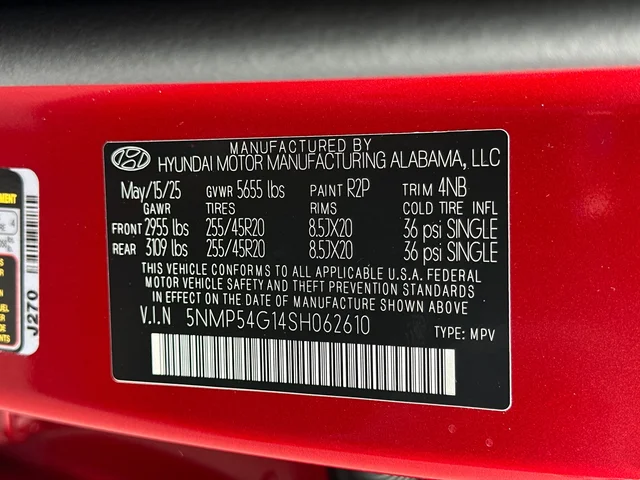 MANUFACTURED BY
HYUNDAI MOTOR MANUFACTURING ALABAMA, LLC
May/15/25 GVWR 5655 lbs PAINT R2P TRIM 4NB
GAWR TIRES RIMS COLD TIRE INFL
FRONT 2955 lbs 255/45R20 8.5JX20 36 psi SINGLE
REAR 3109 lbs 255/45R20 8.5JX20 36 psi SINGLE
THIS VEHICLE CONFORMS TO ALL APPLICABLE U.S.A. FEDERAL
MOTOR VEHICLE SAFETY AND THEFT PREVENTION STANDARDS
IN EFFECT ON THE DATE OF MANUFACTURE SHOWN ABOVE
V.I.N 5NMP54G14SH062610
TYPE: MPV
J270